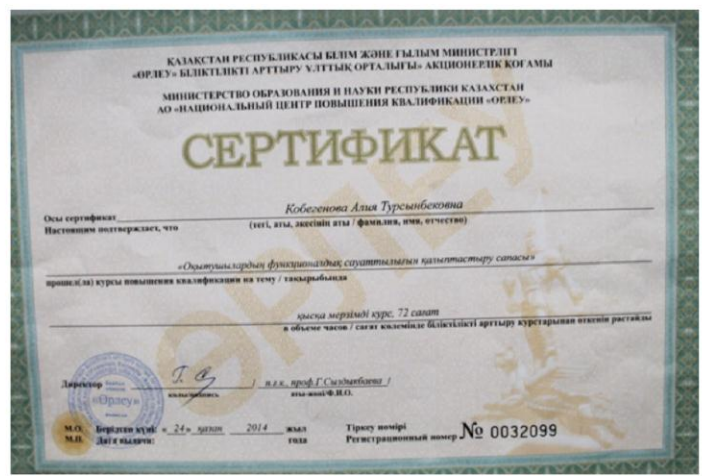 ҚАЗАҚСТАН РЕСПУБЛИКАСЫ БІЛІМ ЖӘНЕ ҒЫЛЫМ МИНИСТРЛІГІ
«ӨРЛЕУ» БІЛІКТІЛІКТІ АРТТЫРУ ҰЛТТЫҚ ОРТАЛЫҒЫ» АКЦИОНЕРЛІК ҚОҒАМЫ
МИНИСТЕРСТВО ОБРАЗОВАНИЯ И НАУКИ РЕСПУБЛИКИ КАЗАХСТАН
АО «НАЦИОНАЛЬНЫЙ ЦЕНТР ПОВЫШЕНИЯ КВАЛИФИКАЦИИ «ӨРЛЕУ»
СЕРТИФИКАТ
ӨРЛЕУ
Осы сертификат Кобегенова Алия Турсынбековна
Настоящим подтверждает, что (тегі, аты, әкесінің аты / фамилия, имя, отчество)
«Оқытушылардың функционалдық сауаттылығын қалыптастыру сапасы»
прошел(ла) курсы повышения квалификации на тему / тақырыбында
қысқа мерзімді курс, 72 сағат
в объеме часов / сағат көлемінде біліктілікті арттыру курстарынан өткенін растайды
Директор / п.ғ.к., проф.Г.Сыздықбаева /
қолы/подпись аты-жөні/Ф.И.О.
«Өрлеу»
М.О. Берілген күні: « 24 » қазан 2014 жыл Тіркеу нөмірі
М.П. Дата выдачи: года Регистрационный номер № 0032099